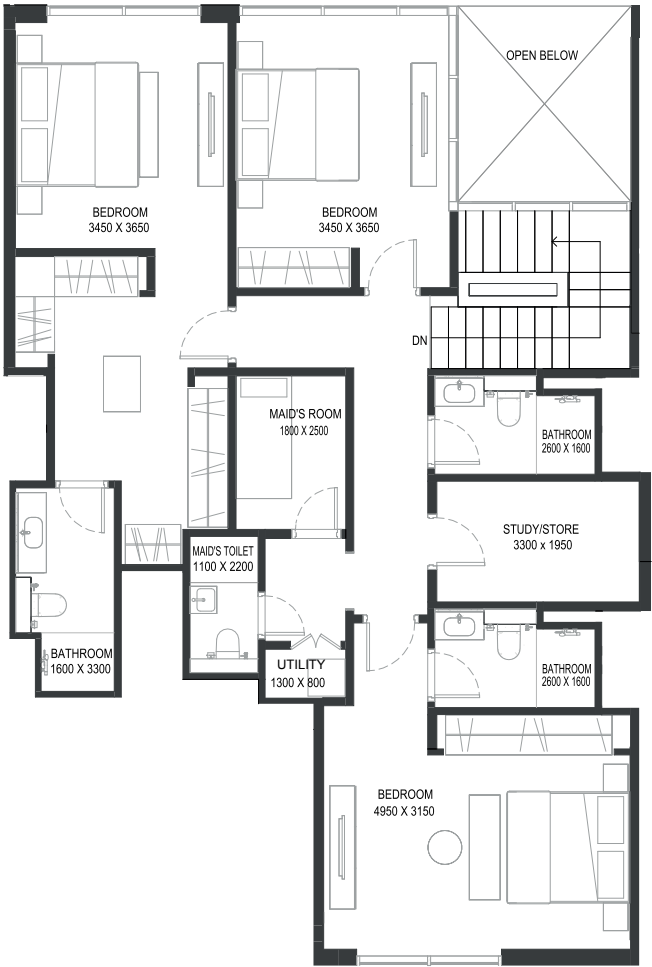 OPEN BELOW
BEDROOM
3450 X 3650
BEDROOM
3450 X 3650
DN
MAID'S ROOM
1800 X 2500
BATHROOM
2600 X 1600
STUDY/STORE
3300 x 1950
MAID'S TOILET
1100 X 2200
BATHROOM
1600 X 3300
UTILITY
1300 X 800
BATHROOM
2600 X 1600
BEDROOM
4950 X 3150